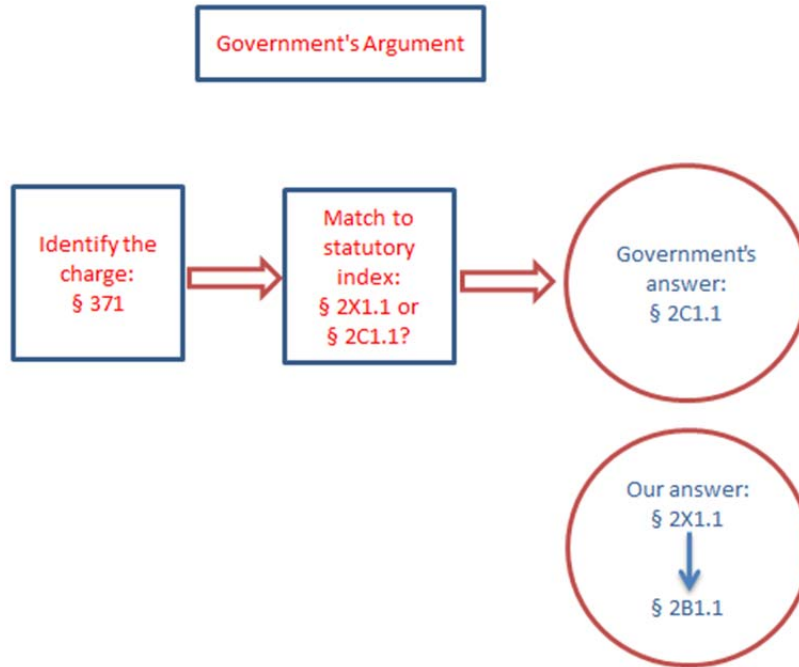 Government's Argument
Identify the
charge:
§ 371
Match to
statutory
index:
§ 2X1.1 or
§ 2C1.1?
Government's
answer:
§ 2C1.1
Our answer:
§ 2X1.1
§ 2B1.1